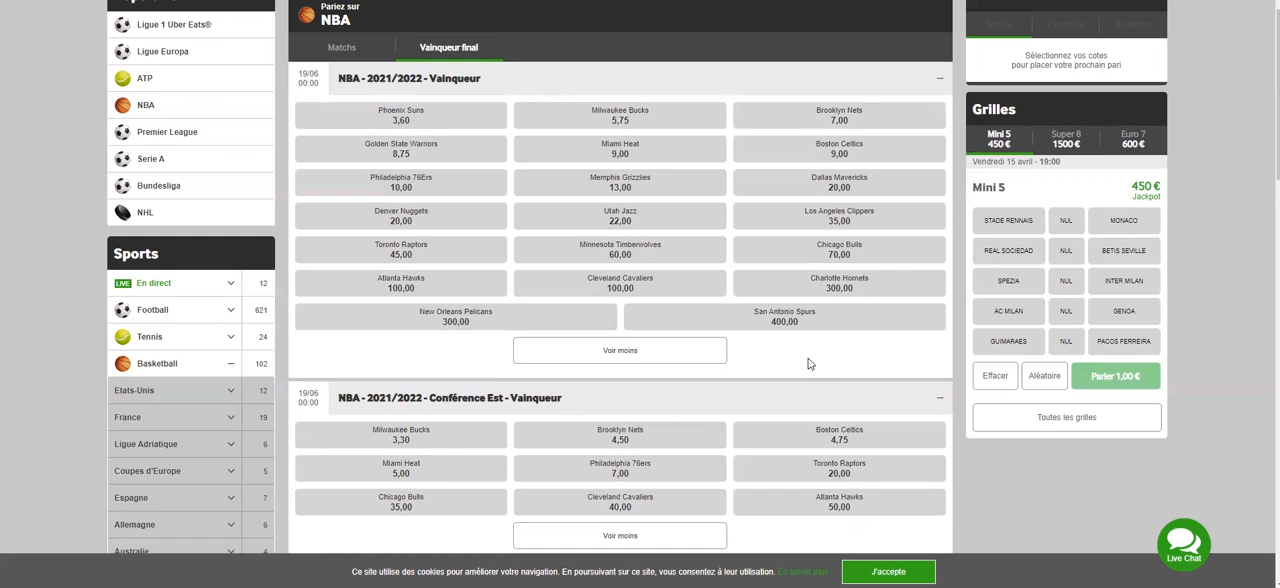 Ligue 1 Uber Eats®
Ligue Europa
ATP
NBA
Premier League
Serie A
Bundesliga
NHL
Sports
LIVE En direct 12
Football 621
Tennis 24
Basketball 102
Etats-Unis 12
France 19
Ligue Adriatique 6
Coupes d'Europe 5
Espagne 7
Allemagne 6
Australie 4
Pariez sur
NBA
Matchs Vainqueur final
19/06
00:00
NBA - 2021/2022 - Vainqueur
Phoenix Suns Milwaukee Bucks Brooklyn Nets
3,60 5,75 7,00
Golden State Warriors Miami Heat Boston Celtics
8,75 9,00 9,00
Philadelphia 76Ers Memphis Grizzlies Dallas Mavericks
10,00 13,00 20,00
Denver Nuggets Utah Jazz Los Angeles Clippers
20,00 22,00 35,00
Toronto Raptors Minnesota Timberwolves Chicago Bulls
45,00 60,00 70,00
Atlanta Hawks Cleveland Cavaliers Charlotte Hornets
100,00 100,00 300,00
New Orleans Pelicans San Antonio Spurs
300,00 400,00
Voir moins
19/06
00:00
NBA - 2021/2022 - Conférence Est - Vainqueur
Milwaukee Bucks Brooklyn Nets Boston Celtics
3,30 4,50 4,75
Miami Heat Philadelphia 76ers Toronto Raptors
5,00 7,00 20,00
Chicago Bulls Cleveland Cavaliers Atlanta Hawks
35,00 40,00 50,00
Voir moins
Simple Combiné Système
Sélectionnez vos cotes
pour placer votre prochain pari
Grilles
Mini 5 Super 8 Euro 7
450 € 1500 € 600 €
Vendredi 15 avril - 19:00
Mini 5 450 €
Jackpot
STADE RENNAIS NUL MONACO
REAL SOCIEDAD NUL BETIS SEVILLE
SPEZIA NUL INTER MILAN
AC MILAN NUL GENOA
GUIMARAES NUL PACOS FERREIRA
Effacer Aléatoire Parier 1,00 €
Toutes les grilles
Live Chat
Ce site utilise des cookies pour améliorer votre navigation. En poursuivant sur ce site, vous consentez à leur utilisation. En savoir plus
J'accepte